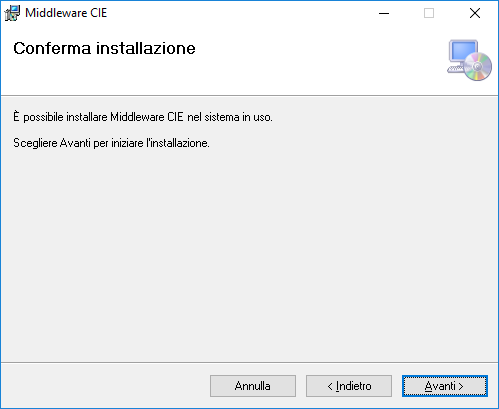 Middleware CIE
Conferma installazione
È possibile installare Middleware CIE nel sistema in uso.
Scegliere Avanti per iniziare l'installazione.
Annulla
< Indietro
Avanti >